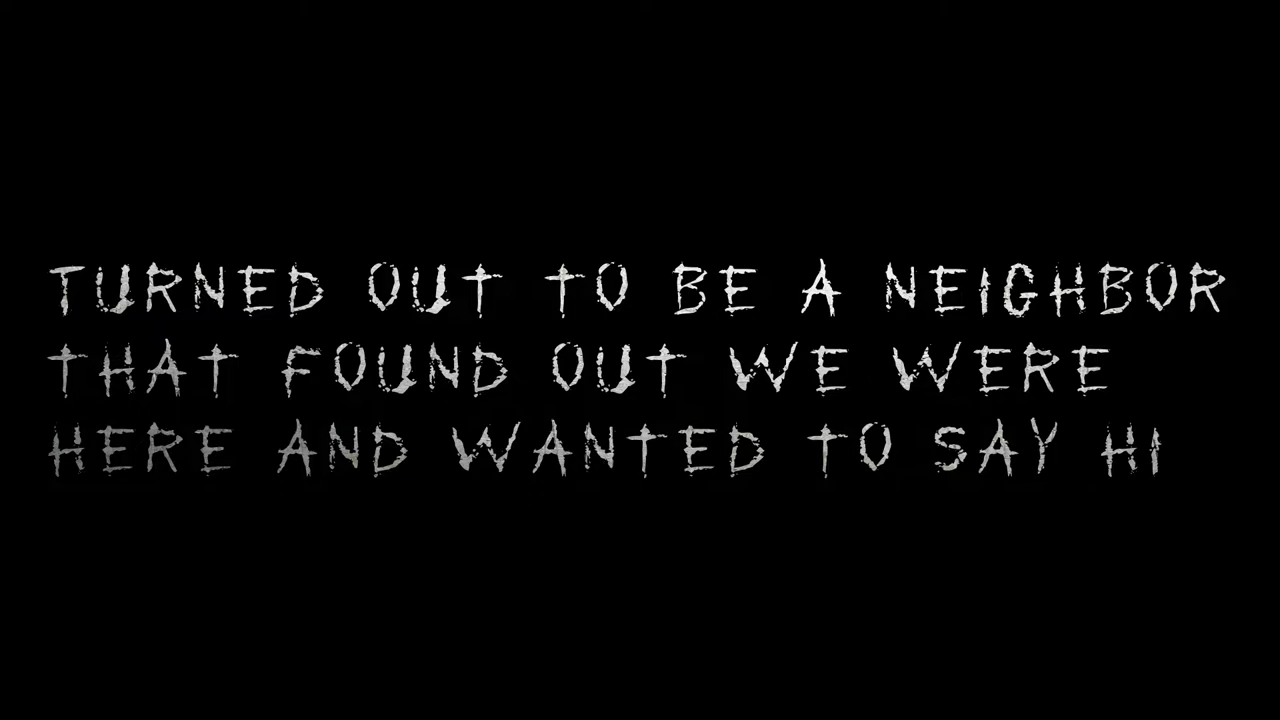 TURNED OUT TO BE A NEIGHBOR
THAT FOUND OUT WE WERE
HERE AND WANTED TO SAY HI